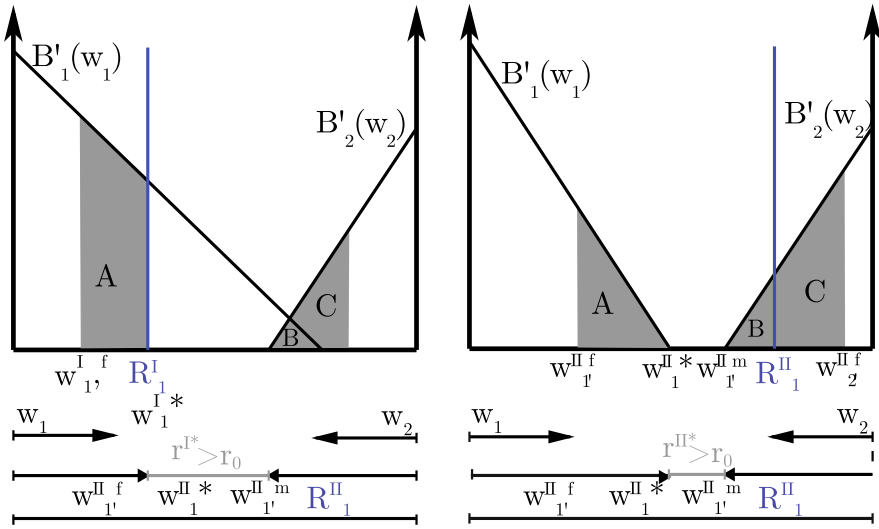 B'₁(w₁)
B'₂(w₂)
A
B
C
w₁ᴵ,ᶠ
R₁ᴵ
w₁ᴵ*
w₁
w₂
rᴵ*>r₀
w₁'ᴵᴵ ᶠ
w₁ᴵᴵ*
w₁'ᴵᴵ ᵐ
R₁ᴵᴵ
B'₁(w₁)
B'₂(w₂)
A
B
C
w₁'ᴵᴵ ᶠ
w₁ᴵᴵ*
w₁'ᴵᴵ ᵐ
R₁ᴵᴵ
w₂'ᴵᴵ ᶠ
w₁
w₂
rᴵᴵ*>r₀
w₁'ᴵᴵ ᶠ
w₁ᴵᴵ*
w₁'ᴵᴵ ᵐ
R₁ᴵᴵ